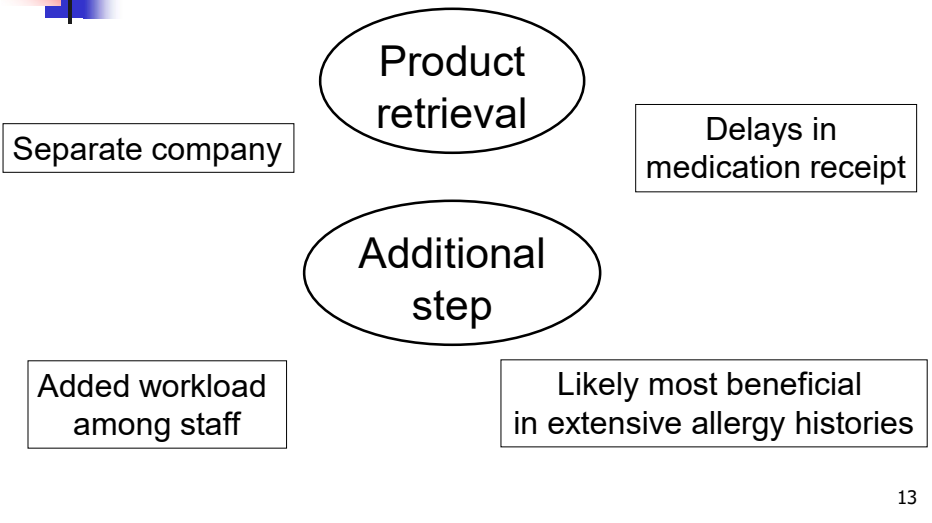 Product
retrieval
Separate company
Delays in
medication receipt
Additional
step
Added workload
among staff
Likely most beneficial
in extensive allergy histories
13